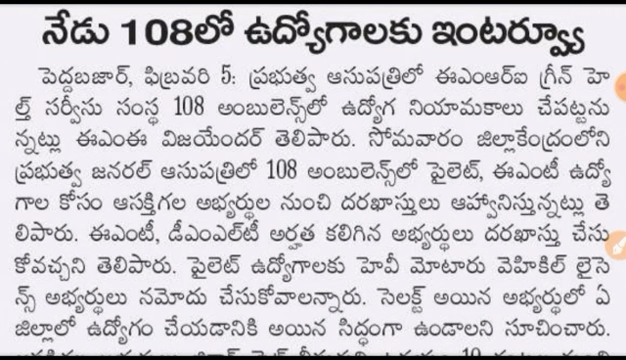 నేడు 108లో ఉద్యోగాలకు ఇంటర్వ్యూ
పెద్దబజార్, ఫిబ్రవరి 5: ప్రభుత్వ ఆసుపత్రిలో ఈఎంఆర్ఐ గ్రీన్ హె
ల్త్ సర్వీసు సంస్థ 108 అంబులెన్స్‌లో ఉద్యోగ నియామకాలు చేపట్టను
న్నట్లు ఈఎంఈ విజయేందర్ తెలిపారు. సోమవారం జిల్లాకేంద్రంలోని
ప్రభుత్వ జనరల్ ఆసుపత్రిలో 108 అంబులెన్స్‌లో పైలెట్, ఈఎంటీ ఉద్యో
గాల కోసం ఆసక్తిగల అభ్యర్థుల నుంచి దరఖాస్తులు ఆహ్వానిస్తున్నట్లు తె
లిపారు. ఈఎంటీ, డీఎంఎల్‌టీ అర్హత కలిగిన అభ్యర్థులు దరఖాస్తు చేసు
కోవచ్చని తెలిపారు. పైలెట్ ఉద్యోగాలకు హెవీ మోటారు వెహికిల్ లైసె
న్స్ అభ్యర్థులు నమోదు చేసుకోవాలన్నారు. సెలక్ట్ అయిన అభ్యర్థులో ఏ
జిల్లాలో ఉద్యోగం చేయడానికి అయిన సిద్ధంగా ఉండాలని సూచించారు.